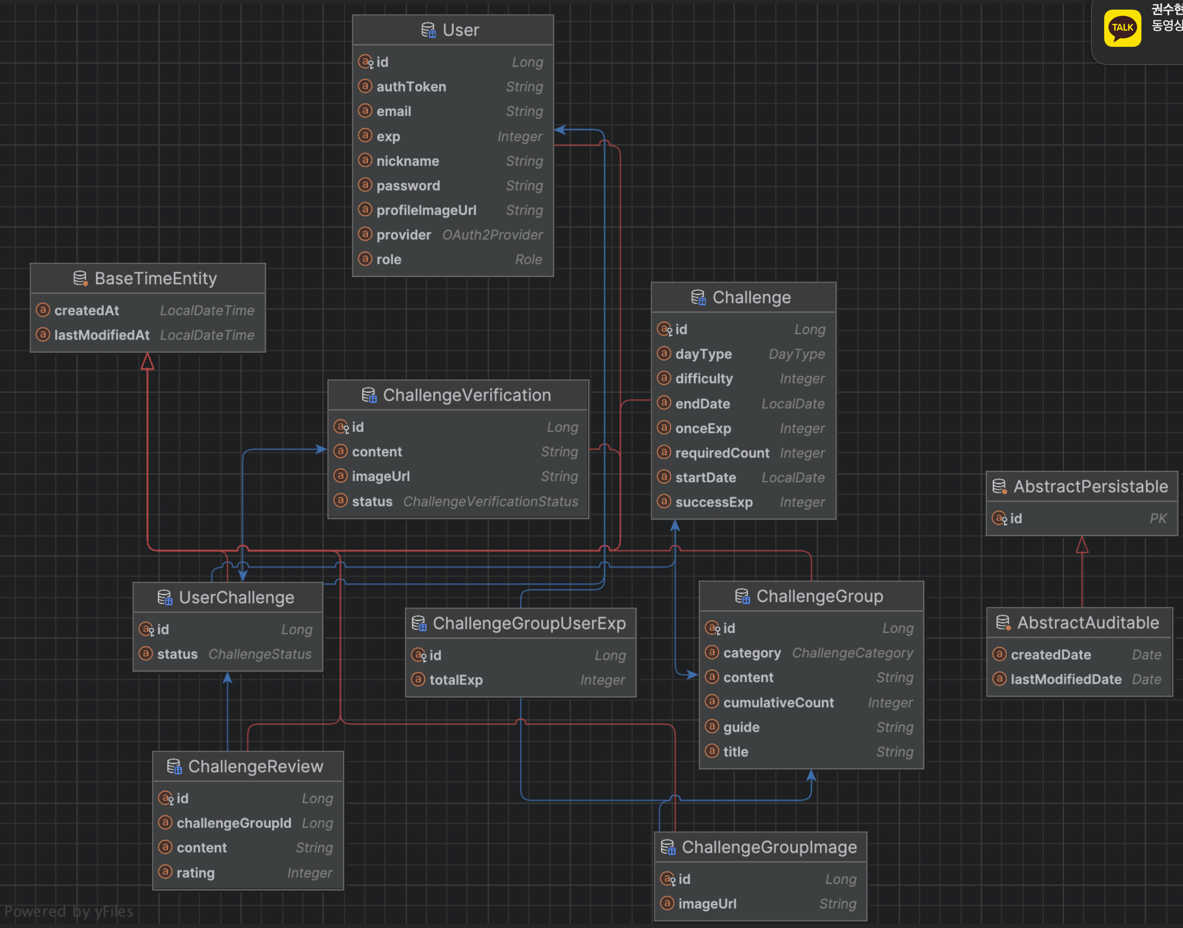 User
id Long
authToken String
email String
exp Integer
nickname String
password String
profileImageUrl String
provider OAuth2Provider
role Role
TALK
권수현
동영상
BaseTimeEntity
createdAt LocalDateTime
lastModifiedAt LocalDateTime
Challenge
id Long
dayType DayType
difficulty Integer
endDate LocalDate
onceExp Integer
requiredCount Integer
startDate LocalDate
successExp Integer
ChallengeVerification
id Long
content String
imageUrl String
status ChallengeVerificationStatus
AbstractPersistable
id PK
UserChallenge
id Long
status ChallengeStatus
ChallengeGroupUserExp
id Long
totalExp Integer
ChallengeGroup
id Long
category ChallengeCategory
content String
cumulativeCount Integer
guide String
title String
AbstractAuditable
createdDate Date
lastModifiedDate Date
ChallengeReview
id Long
challengeGroupId Long
content String
rating Integer
ChallengeGroupImage
id Long
imageUrl String
Powered by yFiles